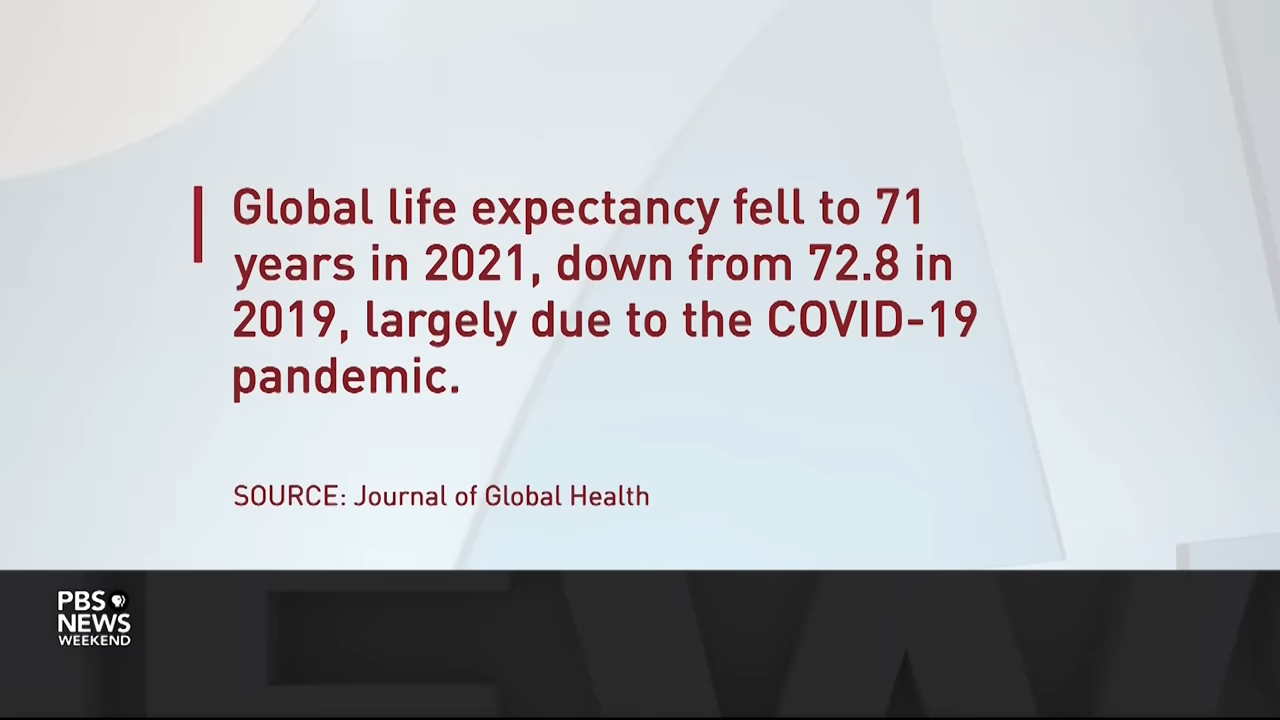 Global life expectancy fell to 71
years in 2021, down from 72.8 in
2019, largely due to the COVID-19
pandemic.
SOURCE: Journal of Global Health
PBS
NEWS
WEEKEND